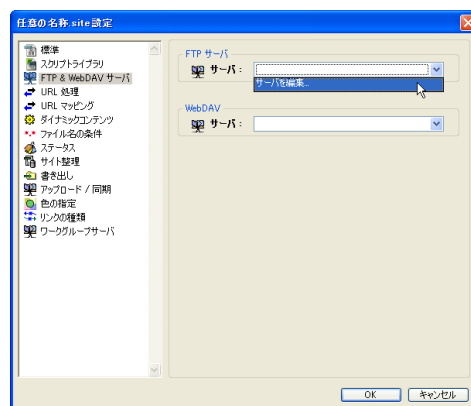 任意の名称.site 設定
標準
スクリプトライブラリ
FTP & WebDAV サーバ
URL 処理
URL マッピング
ダイナミックコンテンツ
ファイル名の条件
ステータス
サイト整理
書き出し
アップロード / 同期
色の指定
リンクの種類
ワークグループサーバ
FTP サーバ
サーバ :
サーバを編集...
WebDAV
サーバ :
OK
キャンセル